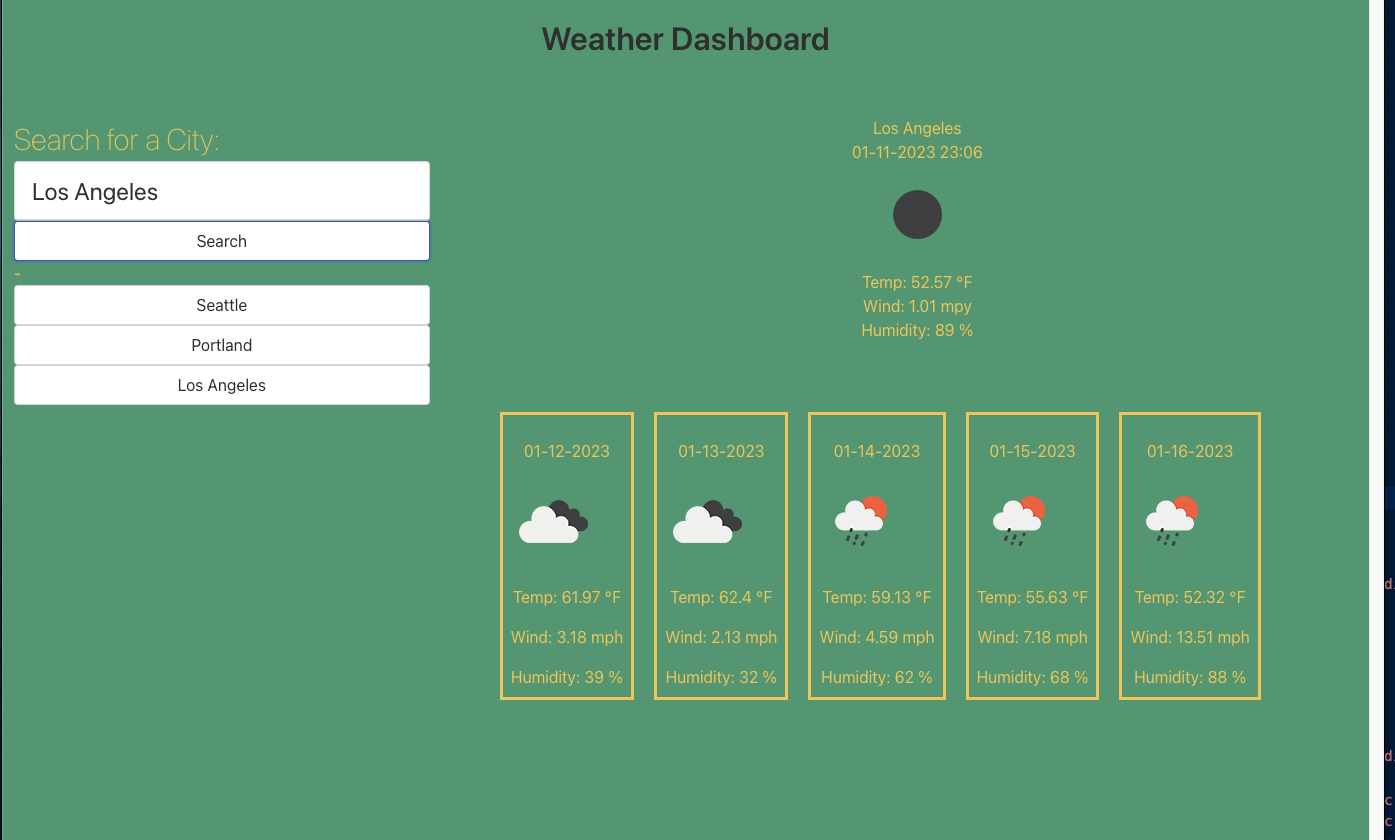 Weather Dashboard
Search for a City:
Los Angeles
Search
-
Seattle
Portland
Los Angeles
Los Angeles
01-11-2023 23:06
Temp: 52.57 °F
Wind: 1.01 mpy
Humidity: 89 %
01-12-2023
Temp: 61.97 °F
Wind: 3.18 mph
Humidity: 39 %
01-13-2023
Temp: 62.4 °F
Wind: 2.13 mph
Humidity: 32 %
01-14-2023
Temp: 59.13 °F
Wind: 4.59 mph
Humidity: 62 %
01-15-2023
Temp: 55.63 °F
Wind: 7.18 mph
Humidity: 68 %
01-16-2023
Temp: 52.32 °F
Wind: 13.51 mph
Humidity: 88 %
d
d
c
c